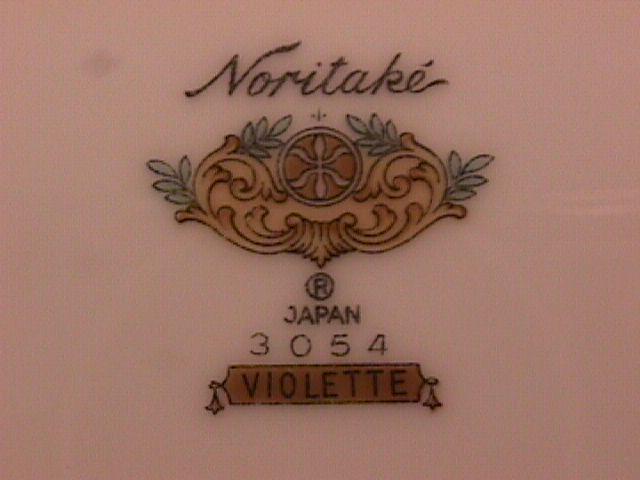 Noritaké
®
JAPAN
3054
VIOLETTE